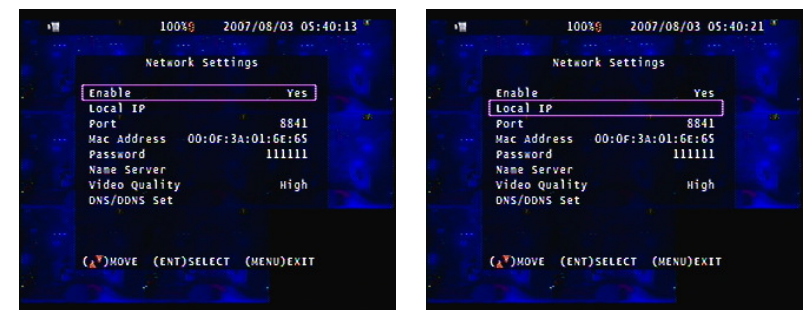 100% 2007/08/03 05:40:13
Network Settings
Enable Yes
Local IP
Port 8841
Mac Address 00:0F:3A:01:6E:65
Password 111111
Name Server
Video Quality High
DNS/DDNS Set
(▲▼)MOVE (ENT)SELECT (MENU)EXIT
100% 2007/08/03 05:40:21
Network Settings
Enable Yes
Local IP
Port 8841
Mac Address 00:0F:3A:01:6E:65
Password 111111
Name Server
Video Quality High
DNS/DDNS Set
(▲▼)MOVE (ENT)SELECT (MENU)EXIT